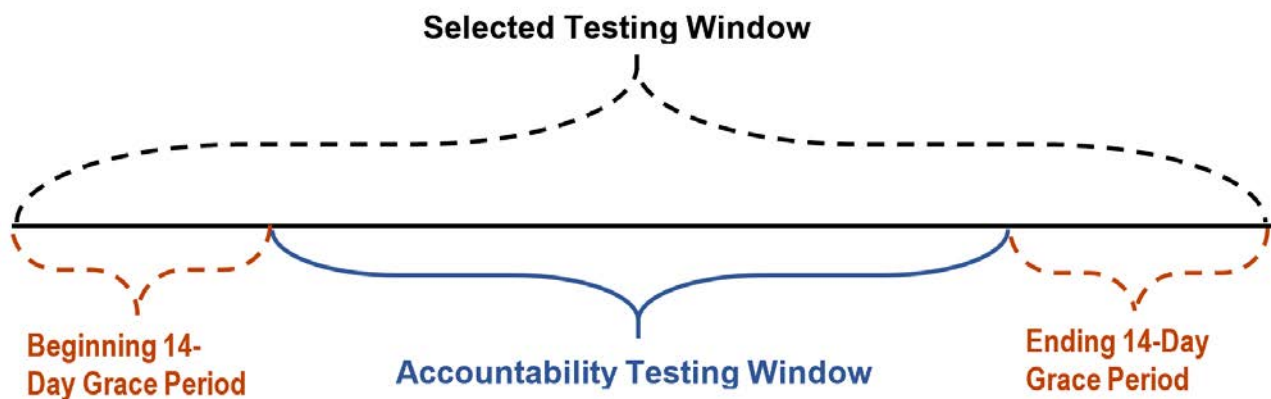 Selected Testing Window
Beginning 14-
Day Grace Period
Accountability Testing Window
Ending 14-Day
Grace Period